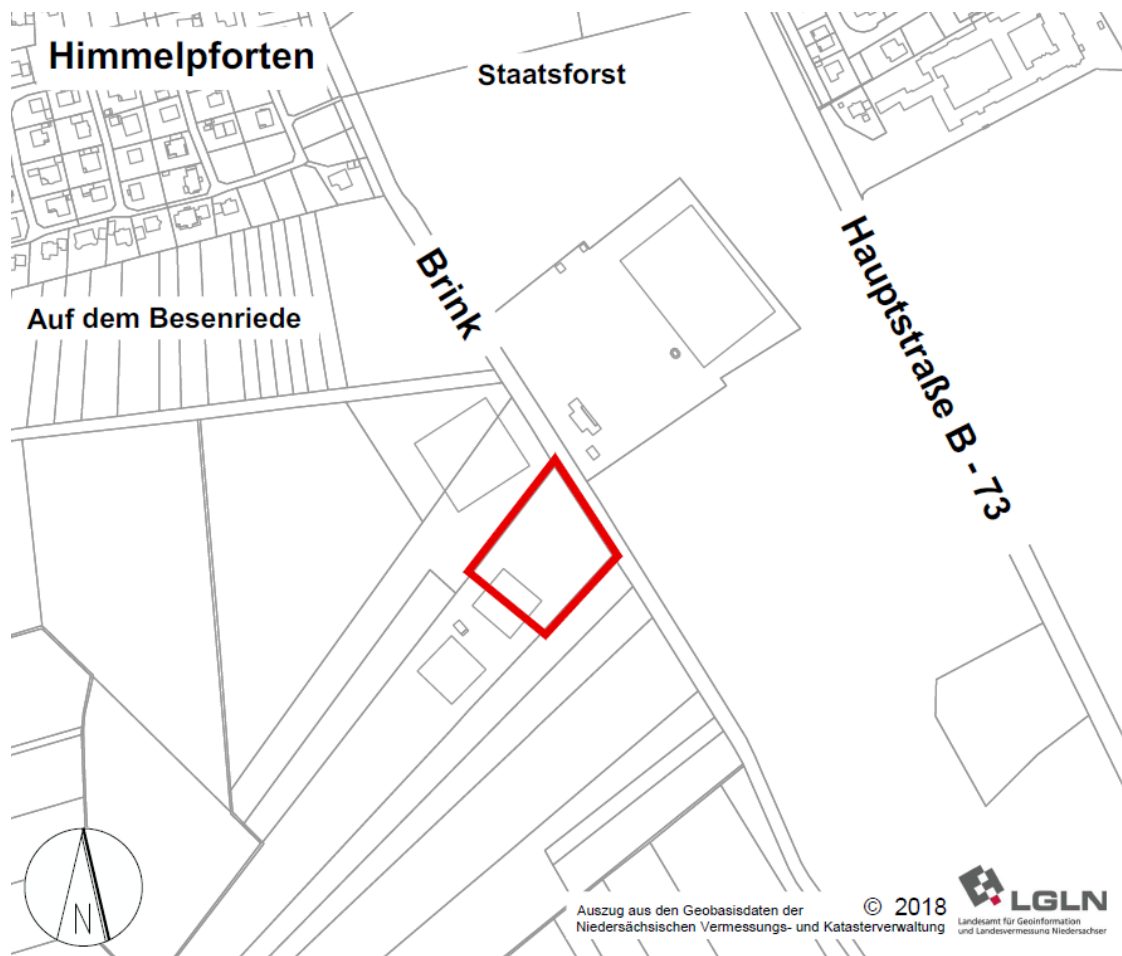 Himmelpforten
Staatsforst
Brink
Hauptstraße B - 73
Auf dem Besenriede
N
Auszug aus den Geobasisdaten der
Niedersächsischen Vermessungs- und Katasterverwaltung
© 2018
LGLN
Landesamt für Geoinformation
und Landesvermessung Niedersachsen